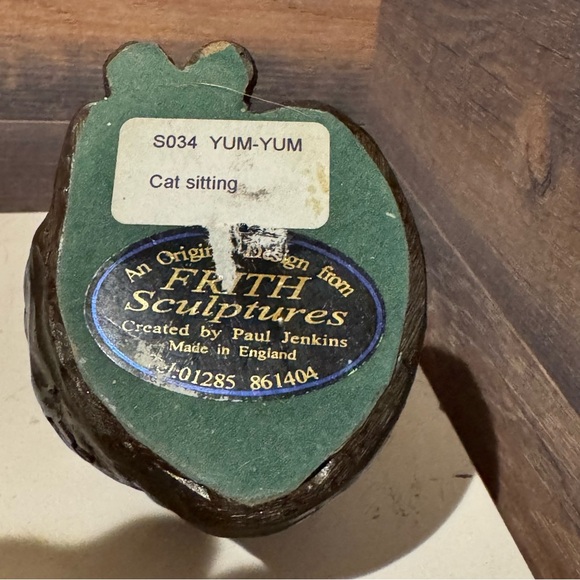 S034 YUM-YUM
Cat sitting
An Origin Design from
FRITH
Sculptures
Created by Paul Jenkins
Made in England
01285 861404